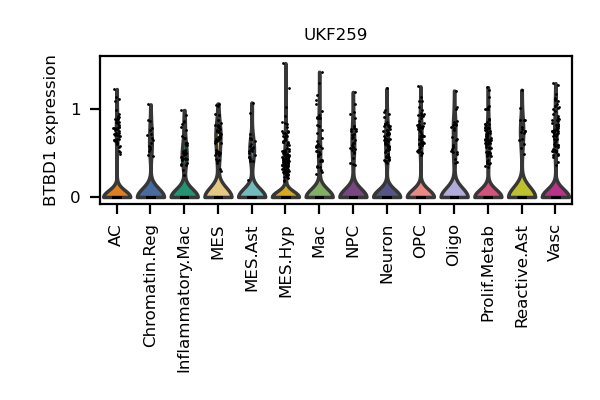 UKF259
BTBD1 expression
1
0
AC
Chromatin.Reg
Inflammatory.Mac
MES
MES.Ast
MES.Hyp
Mac
NPC
Neuron
OPC
Oligo
Prolif.Metab
Reactive.Ast
Vasc